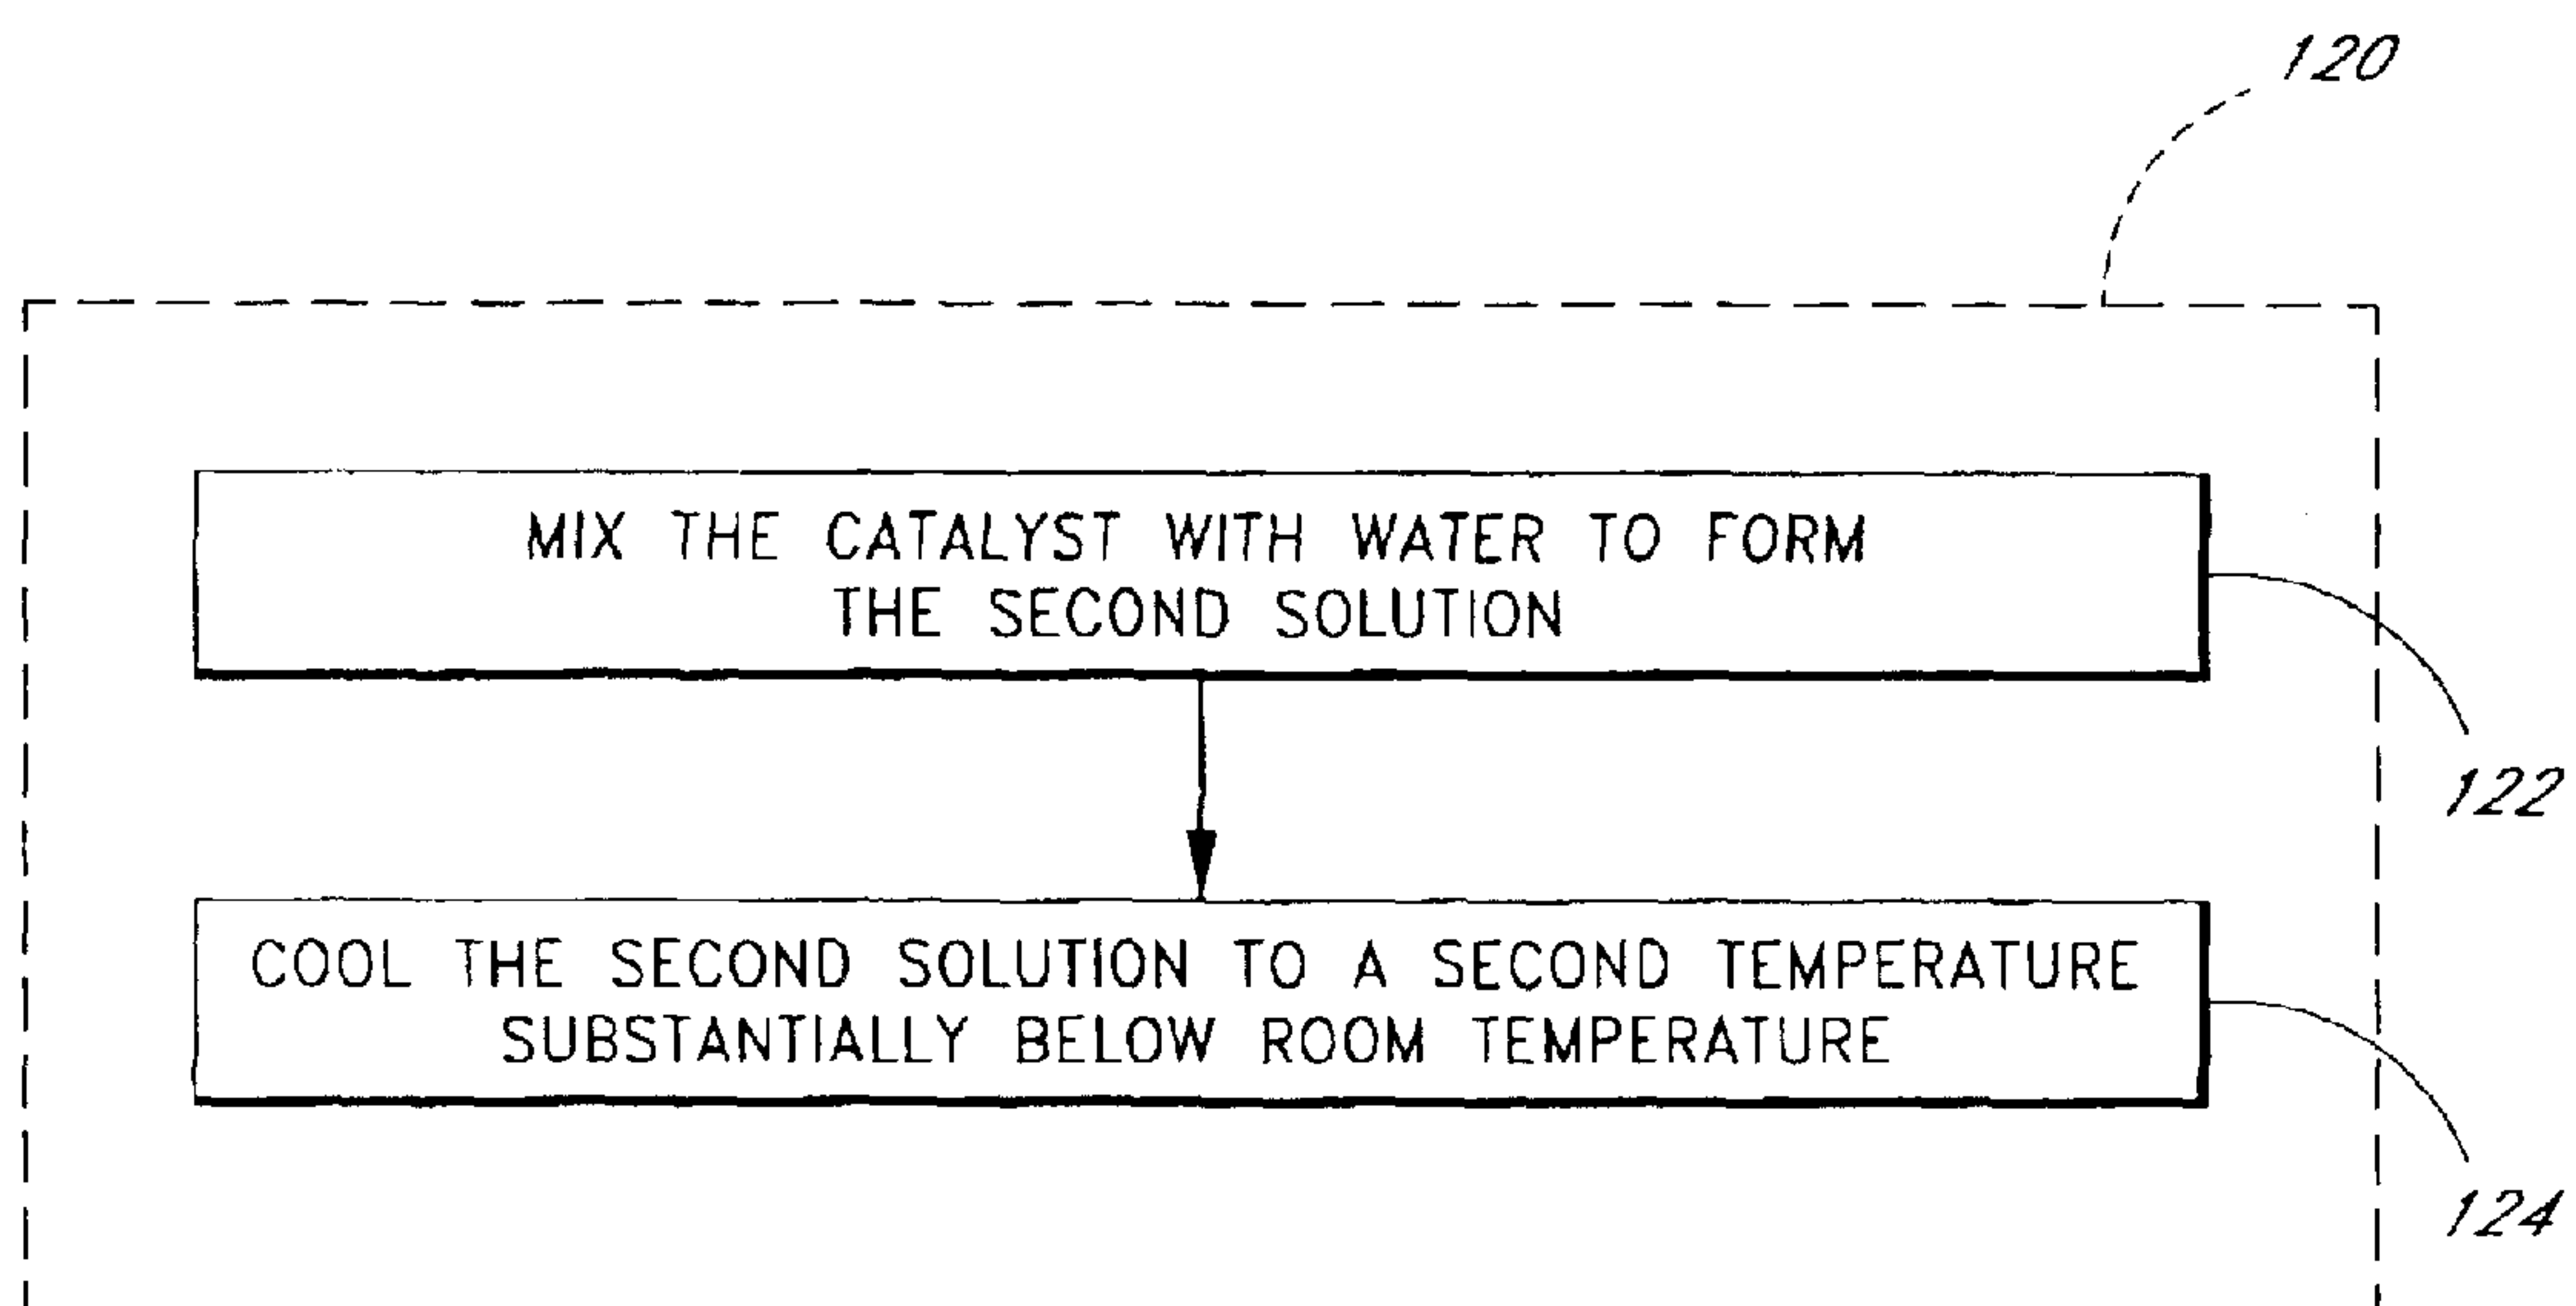 120
MIX THE CATALYST WITH WATER TO FORM
THE SECOND SOLUTION
122
COOL THE SECOND SOLUTION TO A SECOND TEMPERATURE
SUBSTANTIALLY BELOW ROOM TEMPERATURE
124